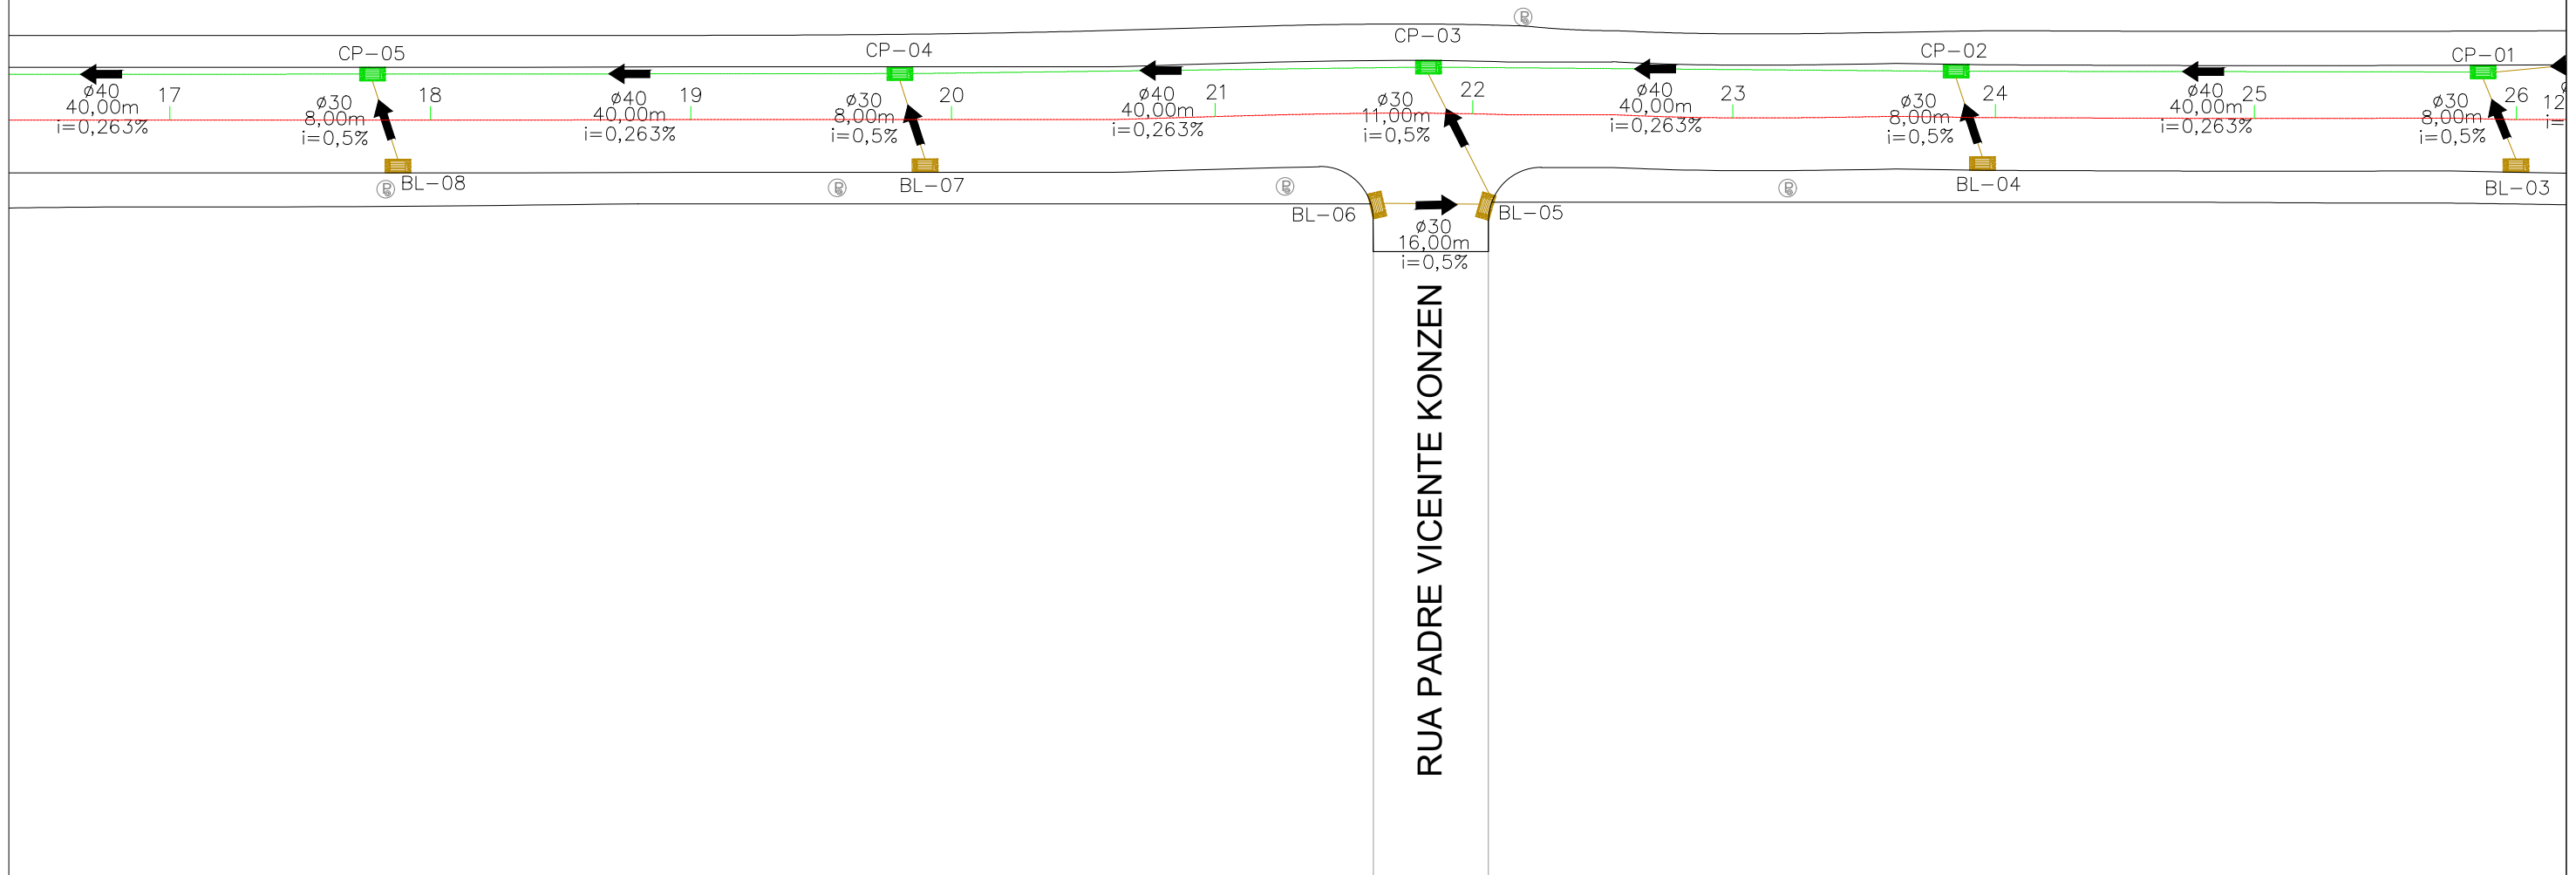 CP-05
CP-04
CP-03
CP-02
CP-01
ø40
40,00m
i=0,263%
17
ø30
8,00m
i=0,5%
18
ø40
40,00m
i=0,263%
19
ø30
8,00m
i=0,5%
20
ø40
40,00m
i=0,263%
21
ø30
11,00m
i=0,5%
22
ø40
40,00m
i=0,263%
23
ø30
8,00m
i=0,5%
24
ø40
40,00m
i=0,263%
25
ø30
8,00m
i=0,5%
26
12
i=
BL-08
BL-07
BL-06
BL-05
BL-04
BL-03
ø30
16,00m
i=0,5%
RUA PADRE VICENTE KONZEN